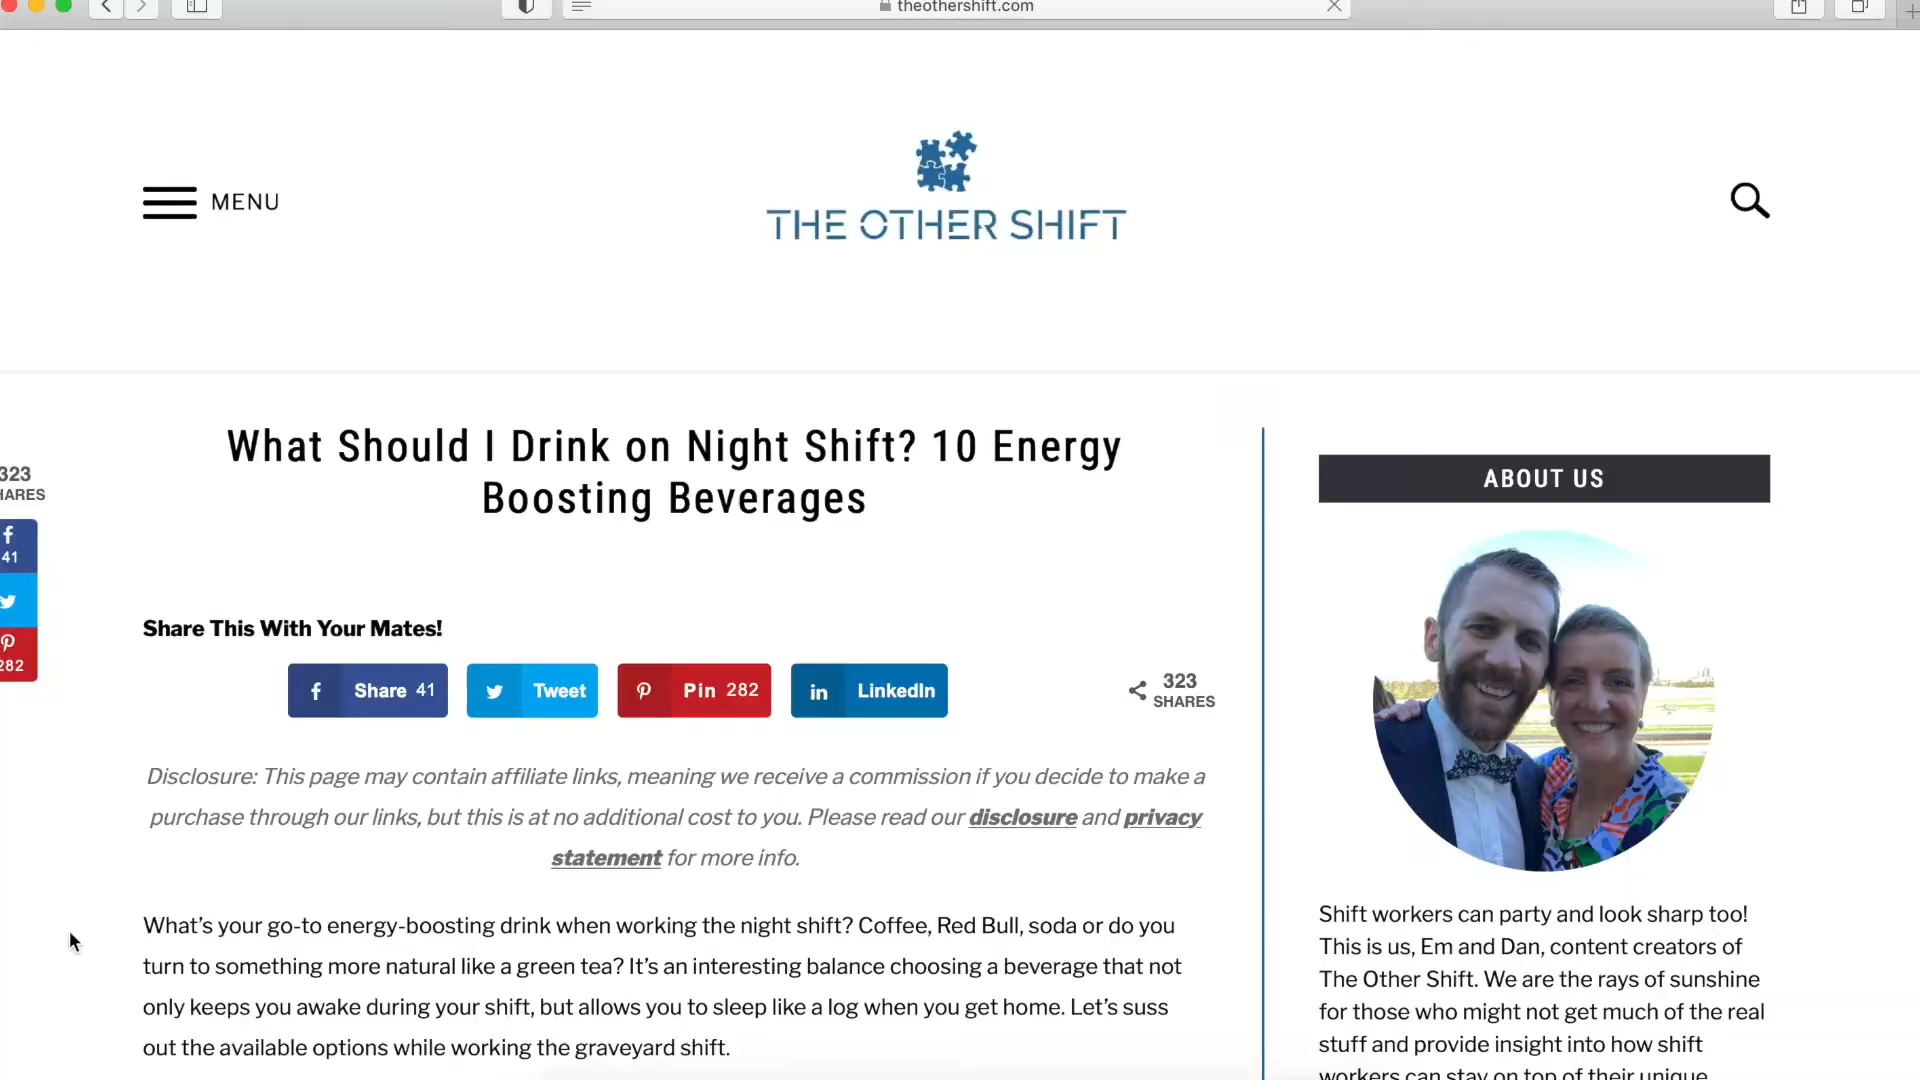 theothershift.com
MENU
THE OTHER SHIFT
What Should I Drink on Night Shift? 10 Energy
Boosting Beverages
323
HARES
41
282
Share This With Your Mates!
Share 41
Tweet
Pin 282
LinkedIn
323
SHARES
Disclosure: This page may contain affiliate links, meaning we receive a commission if you decide to make a
purchase through our links, but this is at no additional cost to you. Please read our disclosure and privacy
statement for more info.
What’s your go-to energy-boosting drink when working the night shift? Coffee, Red Bull, soda or do you
turn to something more natural like a green tea? It’s an interesting balance choosing a beverage that not
only keeps you awake during your shift, but allows you to sleep like a log when you get home. Let’s suss
out the available options while working the graveyard shift.
ABOUT US
Shift workers can party and look sharp too!
This is us, Em and Dan, content creators of
The Other Shift. We are the rays of sunshine
for those who might not get much of the real
stuff and provide insight into how shift
workers can stay on top of their unique